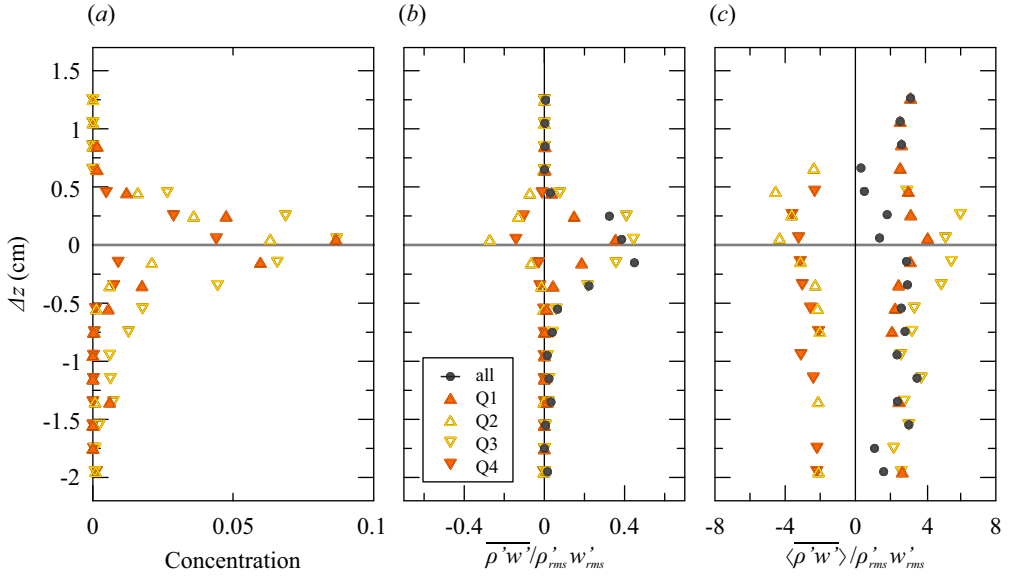 (a) (b) (c)
1.5
1
0.5
0
-0.5
-1
-1.5
-2
Δz (cm)
all
Q1
Q2
Q3
Q4
0 0.05 0.1 -0.4 0 0.4 -8 -4 0 4 8
Concentration ρ'w'/ρ'rms w'rms ⟨ρ'w'⟩/ρ'rms w'rms